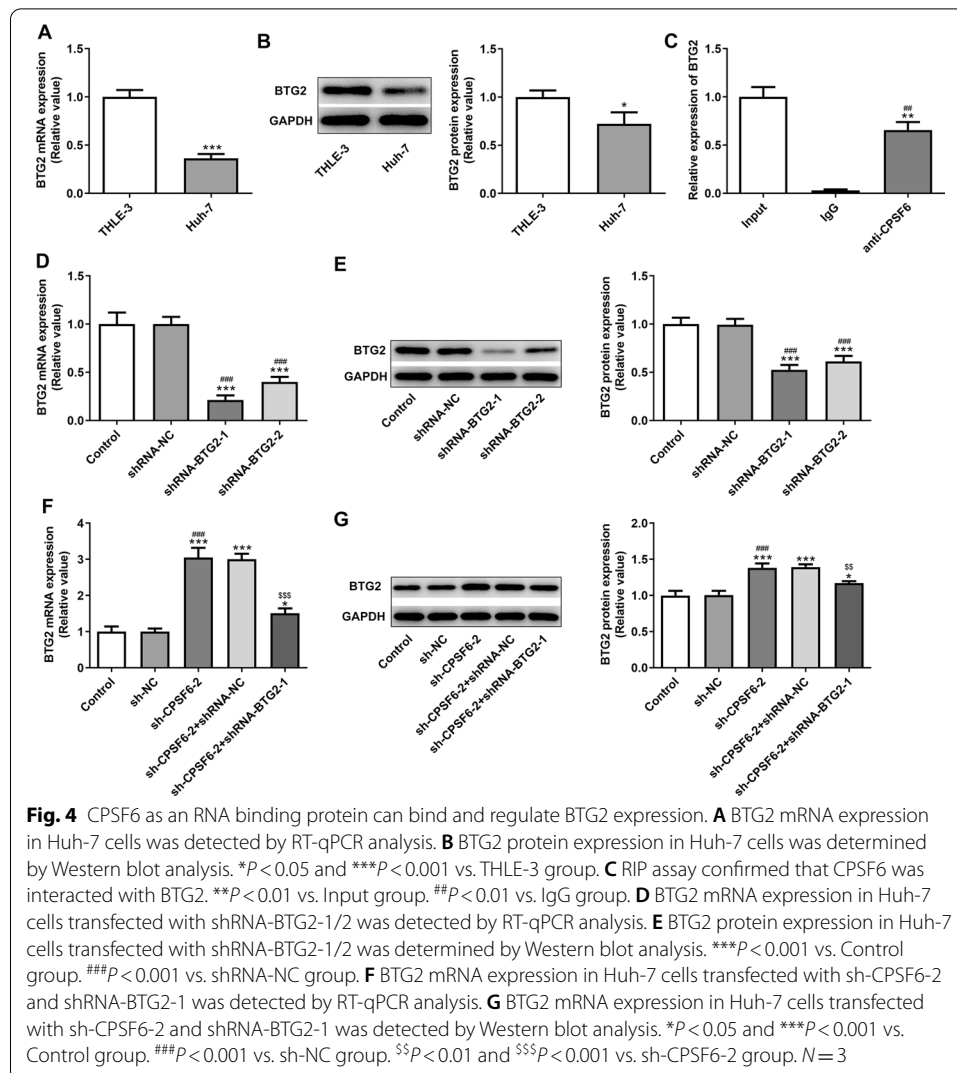 A
BTG2 mRNA expression
(Relative value)
1.5
1.0
0.5
0.0
***
THLE-3
Huh-7
B
BTG2
GAPDH
THLE-3
Huh-7
BTG2 protein expression
(Relative value)
1.5
1.0
0.5
0.0
*
THLE-3
Huh-7
C
Relative expression of BTG2
1.5
1.0
0.5
0.0
##
**
Input
IgG
anti-CPSF6
D
BTG2 mRNA expression
(Relative value)
1.5
1.0
0.5
0.0
###
***
###
***
Control
shRNA-NC
shRNA-BTG2-1
shRNA-BTG2-2
E
BTG2
GAPDH
Control
shRNA-NC
shRNA-BTG2-1
shRNA-BTG2-2
BTG2 protein expression
(Relative value)
1.5
1.0
0.5
0.0
###
***
###
***
Control
shRNA-NC
shRNA-BTG2-1
shRNA-BTG2-2
F
BTG2 mRNA expression
(Relative value)
4
3
2
1
0
###
***
***
$$$
*
Control
sh-NC
sh-CPSF6-2
sh-CPSF6-2+shRNA-NC
sh-CPSF6-2+shRNA-BTG2-1
G
BTG2
GAPDH
Control
sh-NC
sh-CPSF6-2
sh-CPSF6-2+shRNA-NC
sh-CPSF6-2+shRNA-BTG2-1
BTG2 protein expression
(Relative value)
2.0
1.5
1.0
0.5
0.0
###
***
***
$$
*
Control
sh-NC
sh-CPSF6-2
sh-CPSF6-2+shRNA-NC
sh-CPSF6-2+shRNA-BTG2-1
Fig. 4 CPSF6 as an RNA binding protein can bind and regulate BTG2 expression. A BTG2 mRNA expression
in Huh-7 cells was detected by RT-qPCR analysis. B BTG2 protein expression in Huh-7 cells was determined
by Western blot analysis. *P < 0.05 and ***P < 0.001 vs. THLE-3 group. C RIP assay confirmed that CPSF6 was
interacted with BTG2. **P < 0.01 vs. Input group. ##P < 0.01 vs. IgG group. D BTG2 mRNA expression in Huh-7
cells transfected with shRNA-BTG2-1/2 was detected by RT-qPCR analysis. E BTG2 protein expression in Huh-7
cells transfected with shRNA-BTG2-1/2 was determined by Western blot analysis. ***P < 0.001 vs. Control
group. ###P < 0.001 vs. shRNA-NC group. F BTG2 mRNA expression in Huh-7 cells transfected with sh-CPSF6-2
and shRNA-BTG2-1 was detected by RT-qPCR analysis. G BTG2 mRNA expression in Huh-7 cells transfected
with sh-CPSF6-2 and shRNA-BTG2-1 was detected by Western blot analysis. *P < 0.05 and ***P < 0.001 vs.
Control group. ###P < 0.001 vs. sh-NC group. $$P < 0.01 and $$$P < 0.001 vs. sh-CPSF6-2 group. N = 3